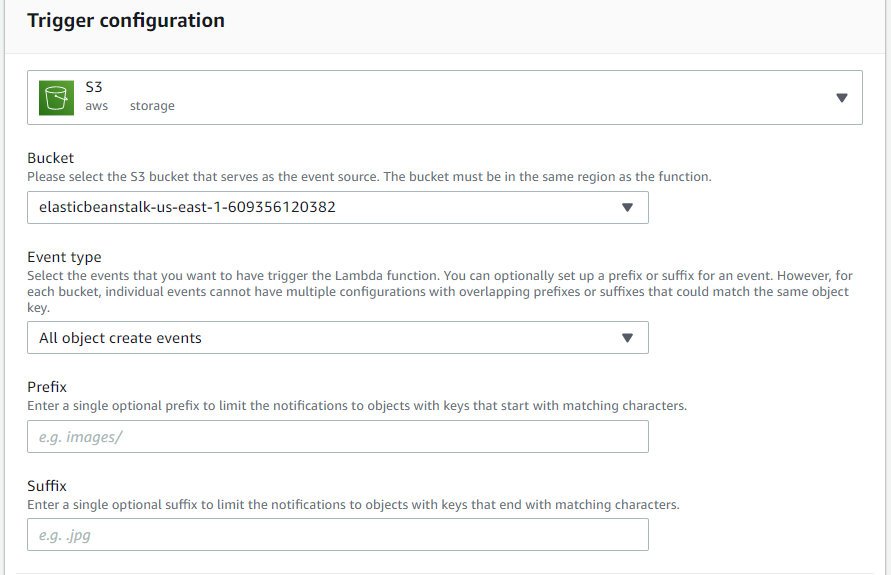 Trigger configuration
S3
aws storage
Bucket
Please select the S3 bucket that serves as the event source. The bucket must be in the same region as the function.
elasticbeanstalk-us-east-1-609356120382
Event type
Select the events that you want to have trigger the Lambda function. You can optionally set up a prefix or suffix for an event. However, for
each bucket, individual events cannot have multiple configurations with overlapping prefixes or suffixes that could match the same object
key.
All object create events
Prefix
Enter a single optional prefix to limit the notifications to objects with keys that start with matching characters.
e.g. images/
Suffix
Enter a single optional suffix to limit the notifications to objects with keys that end with matching characters.
e.g. .jpg